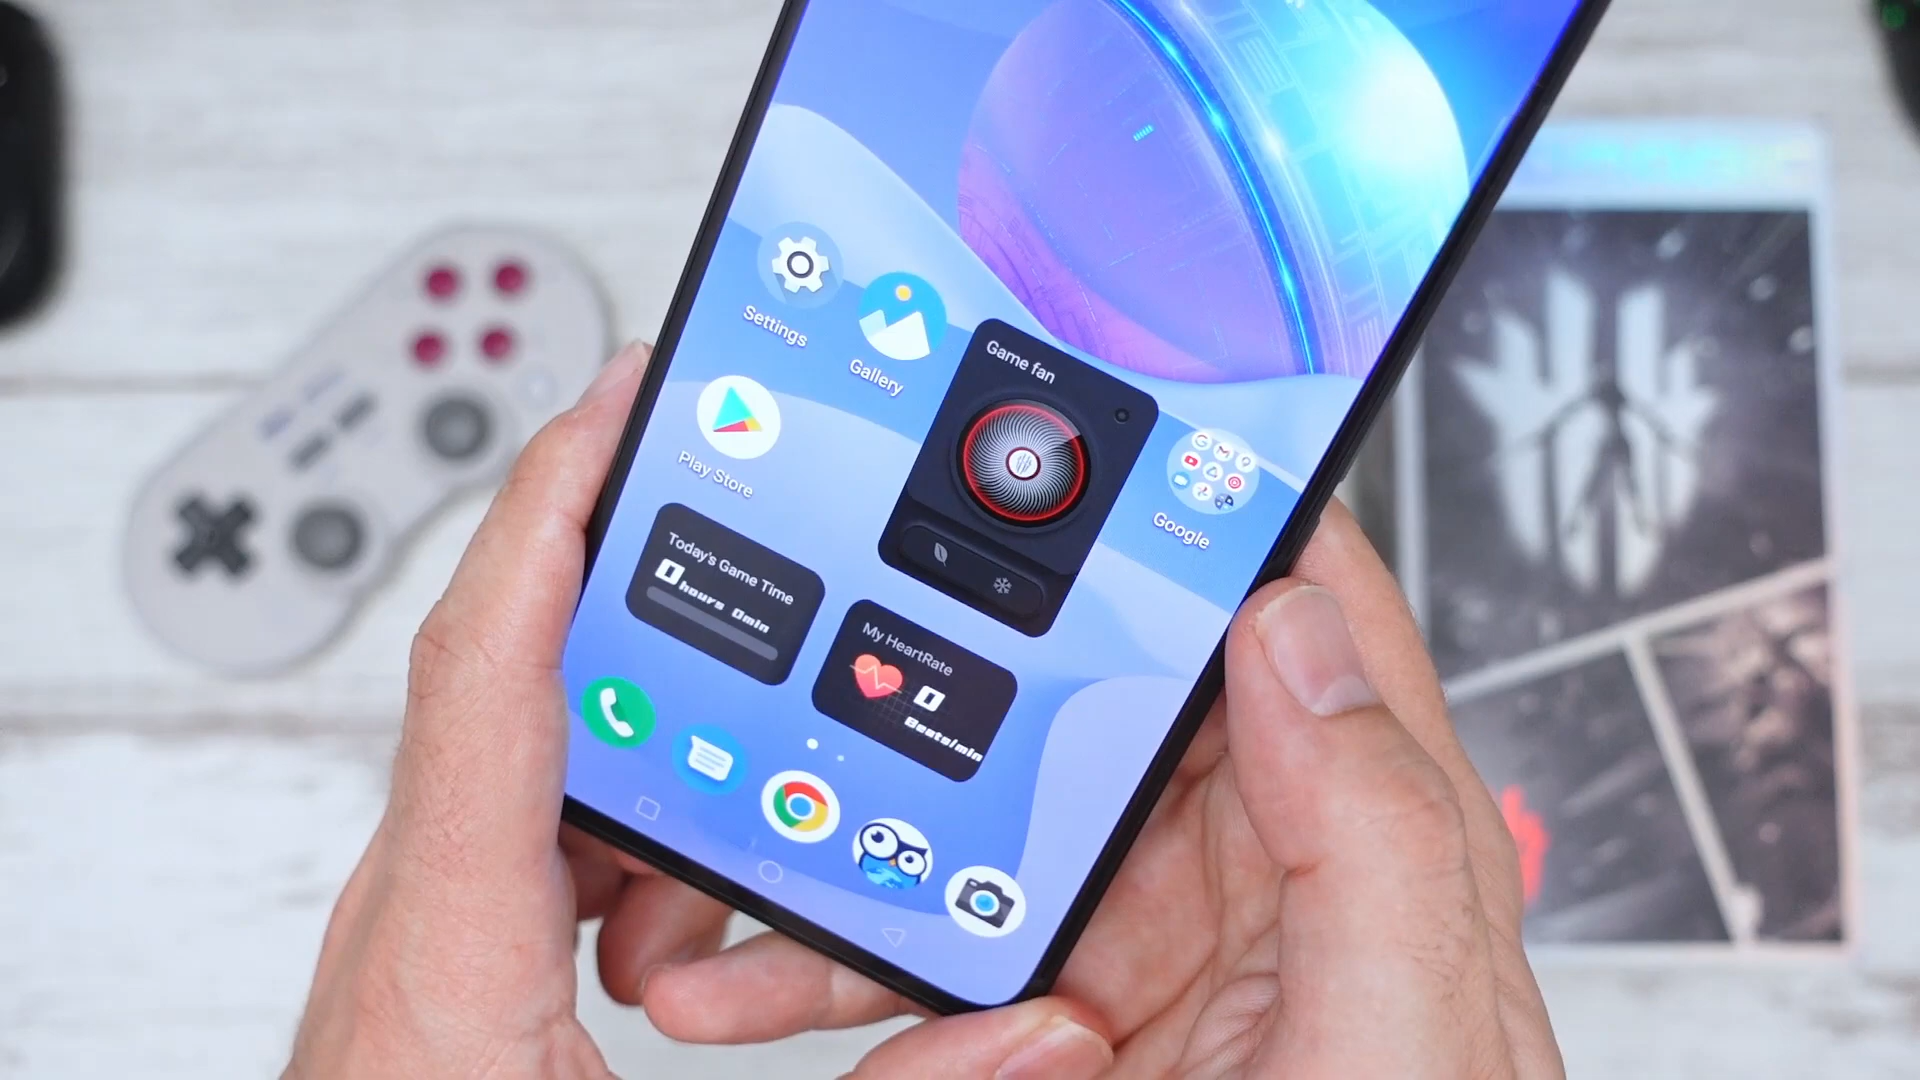 Settings
Gallery
Game fan
Play Store
Google
Today's Game Time
0 hours 0min
My HeartRate
0
Beats/min